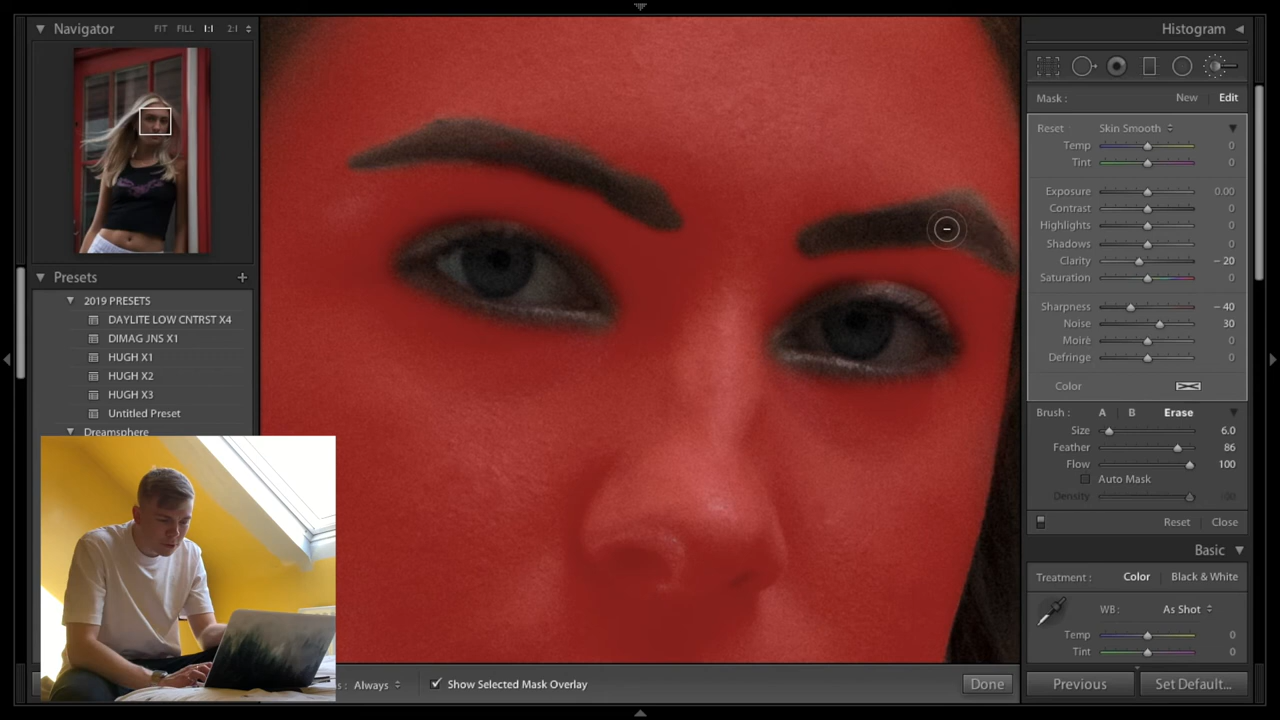 Navigator
FIT FILL 1:1 2:1
Presets +
2019 PRESETS
DAYLITE LOW CNTRST X4
DIMAG JNS X1
HUGH X1
HUGH X2
HUGH X3
Untitled Preset
Dreamsphere
: Always
Show Selected Mask Overlay
Done
Histogram
Mask : New Edit
Reset Skin Smooth
Temp 0
Tint 0
Exposure 0.00
Contrast 0
Highlights 0
Shadows 0
Clarity – 20
Saturation 0
Sharpness – 40
Noise 30
Moiré 0
Defringe 0
Color
Brush : A B Erase
Size 6.0
Feather 86
Flow 100
Auto Mask
Density
Reset Close
Basic
Treatment : Color Black & White
WB : As Shot
Temp 0
Tint 0
Previous Set Default...